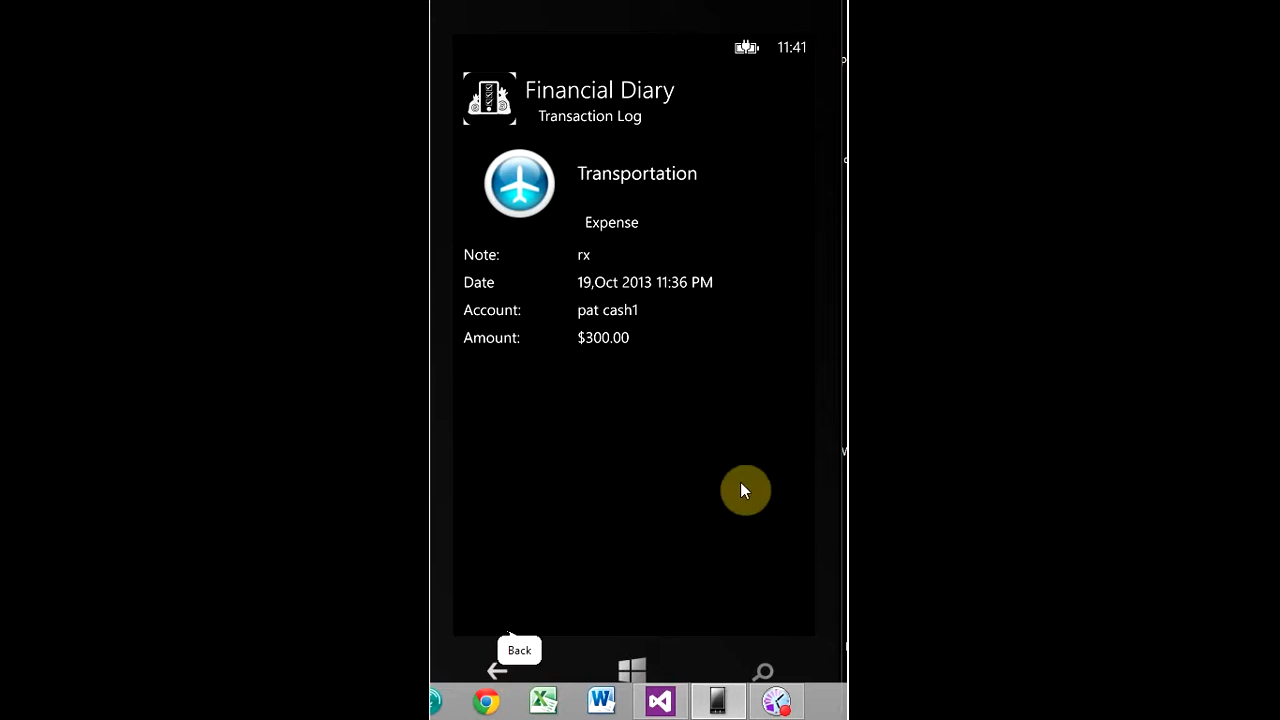 11:41
Financial Diary
Transaction Log
Transportation
Expense
Note: rx
Date 19,Oct 2013 11:36 PM
Account: pat cash1
Amount: $300.00
Back